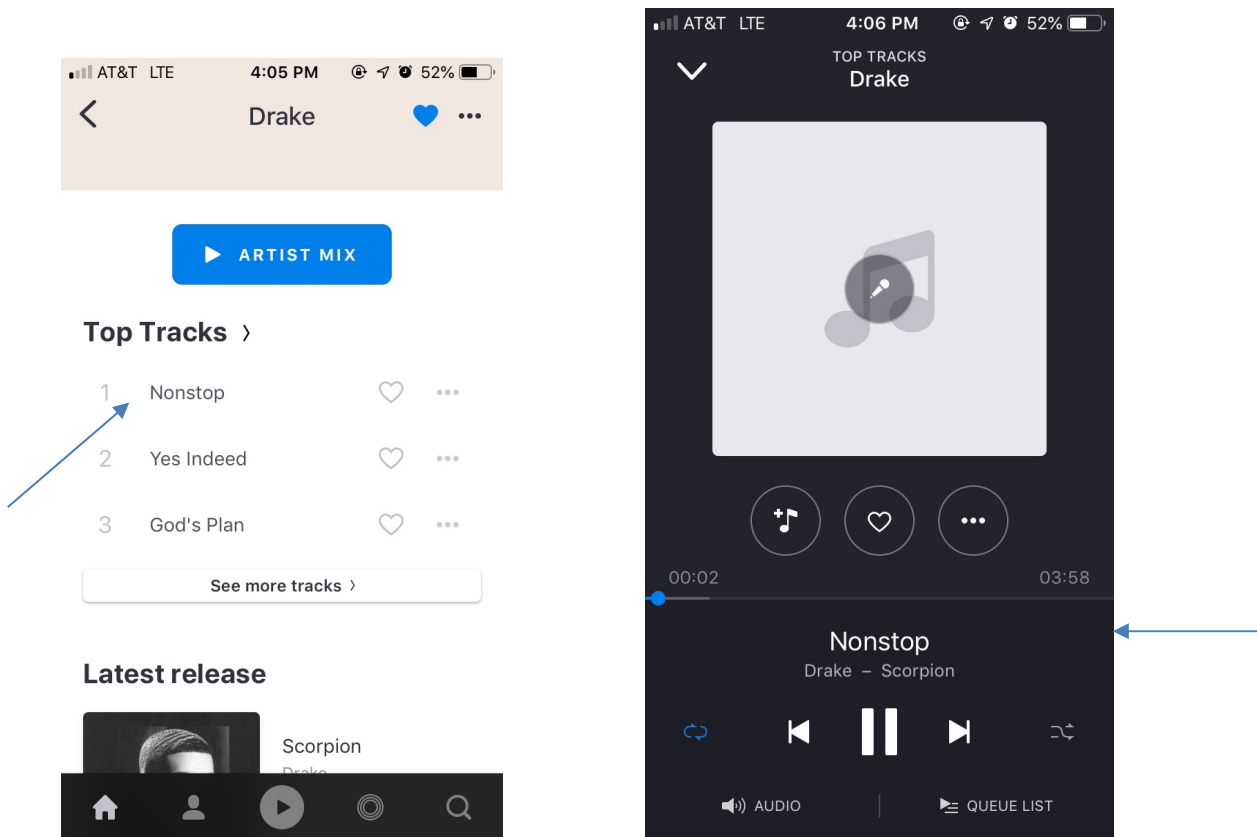 AT&T LTE 4:05 PM 52%
Drake
ARTIST MIX
Top Tracks
1 Nonstop
2 Yes Indeed
3 God's Plan
See more tracks
Latest release
Scorpion
Drake
AT&T LTE 4:06 PM 52%
TOP TRACKS
Drake
00:02 03:58
Nonstop
Drake – Scorpion
AUDIO QUEUE LIST